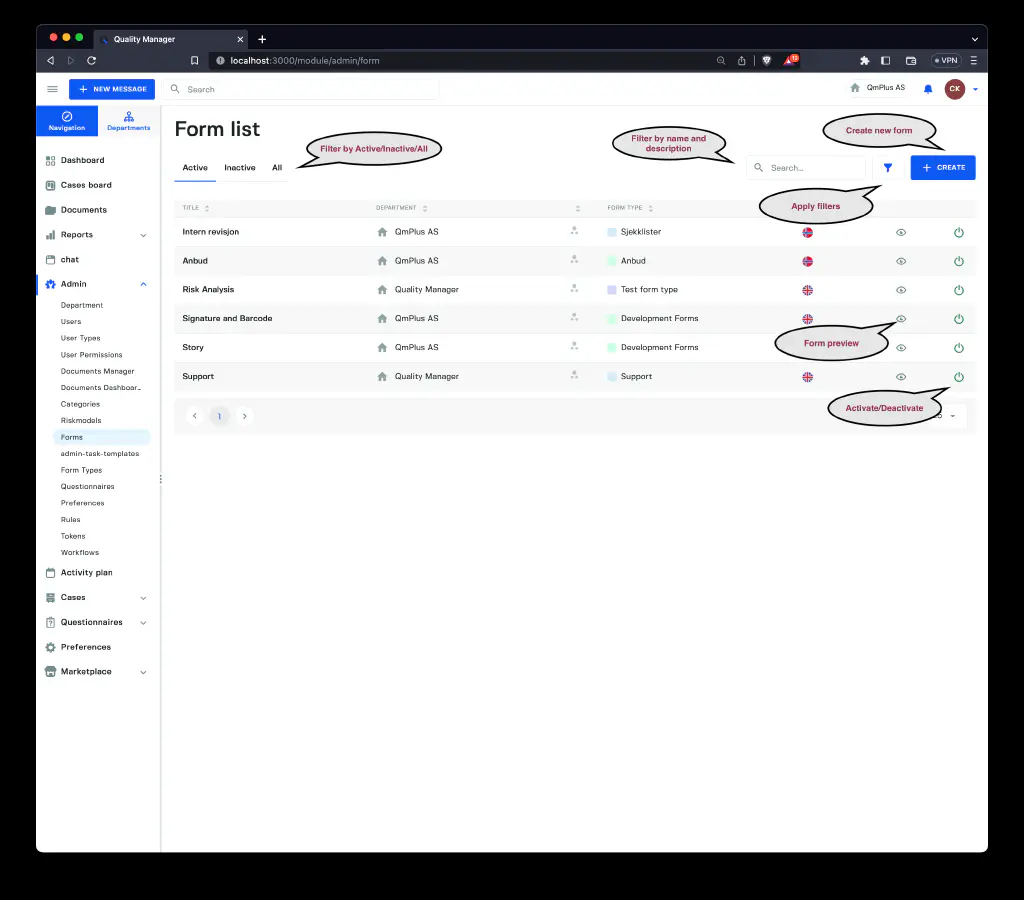 Quality Manager
localhost:3000/module/admin/form
12
VPN
NEW MESSAGE
Search
QmPlus AS
CK
Navigation
Departments
Form list
Filter by Active/Inactive/All
Filter by name and
description
Create new form
Active
Inactive
All
Search...
CREATE
Dashboard
Cases board
Documents
Reports
chat
Admin
Department
Users
User Types
User Permissions
Documents Manager
Documents Dashboar...
Categories
Riskmodels
Forms
admin-task-templates
Form Types
Questionnaires
Preferences
Rules
Tokens
Workflows
Activity plan
Cases
Questionnaires
Preferences
Marketplace
TITLE
DEPARTMENT
FORM TYPE
Apply filters
Intern revisjon
QmPlus AS
Sjekklister
Anbud
QmPlus AS
Anbud
Risk Analysis
Quality Manager
Test form type
Signature and Barcode
QmPlus AS
Development Forms
Form preview
Story
QmPlus AS
Development Forms
Support
Quality Manager
Support
1
Activate/Deactivate